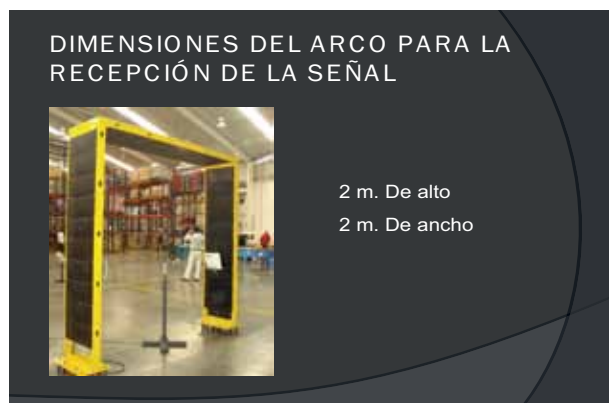 DIMENSIONES DEL ARCO PARA LA
RECEPCIÓN DE LA SEÑAL
2 m. De alto
2 m. De ancho